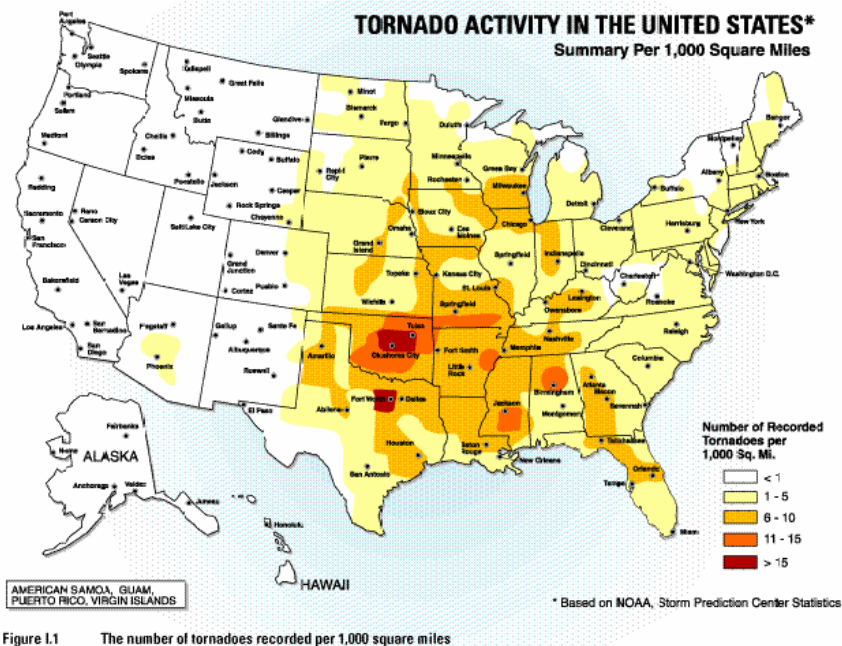 TORNADO ACTIVITY IN THE UNITED STATES*
Summary Per 1,000 Square Miles
Port
Angeles
Seattle
Olympia
Spokane
Portland
Salem
Medford
Kalispell
Great Falls
Missoula
Butte
Glendive
Billings
Challis
Boise
Pocatello
Cody
Buffalo
Jackson
Casper
Rock Springs
Cheyenne
Redding
Sacramento
San
Francisco
Reno
Carson City
Salt Lake City
Bakersfield
Las
Vegas
Los Angeles
San
Bernadino
San
Diego
Denver
Grand
Junction
Cortez
Pueblo
Flagstaff
Phoenix
Gallup
Santa Fe
Albuquerque
Roswell
El Paso
Minot
Bismarck
Fargo
Duluth
Pierre
Rapid
City
Minneapolis
Rochester
Green Bay
Milwaukee
Sioux City
Omaha
Des
Moines
Grand
Island
Chicago
Detroit
Topeka
Kansas City
Springfield
St. Louis
Indianapolis
Cincinnati
Cleveland
Wichita
Springfield
Lexington
Owensboro
Charleston
Roanoke
Buffalo
Albany
Montpelier
Bangor
Boston
New York
Harrisburg
Washington D.C.
Amarillo
Tulsa
Oklahoma City
Fort Smith
Little
Rock
Memphis
Nashville
Raleigh
Columbia
Abilene
Fort Worth
Dallas
Jackson
Birmingham
Montgomery
Atlanta
Macon
Savannah
Houston
San Antonio
Baton
Rouge
New Orleans
Tallahassee
Orlando
Tampa
Miami
Fairbanks
Nome
ALASKA
Anchorage
Valdez
Juneau
Honolulu
HAWAII
AMERICAN SAMOA, GUAM,
PUERTO RICO, VIRGIN ISLANDS
Number of Recorded
Tornadoes per
1,000 Sq. Mi.
< 1
1 - 5
6 - 10
11 - 15
> 15
* Based on NOAA, Storm Prediction Center Statistics
Figure I.1 The number of tornadoes recorded per 1,000 square miles